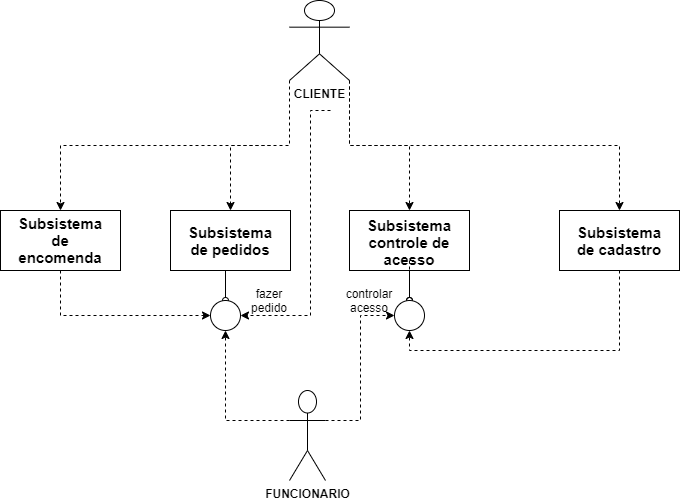 CLIENTE
Subsistema
de
encomenda
Subsistema
de pedidos
Subsistema
controle de
acesso
Subsistema
de cadastro
fazer
pedido
controlar
acesso
FUNCIONARIO